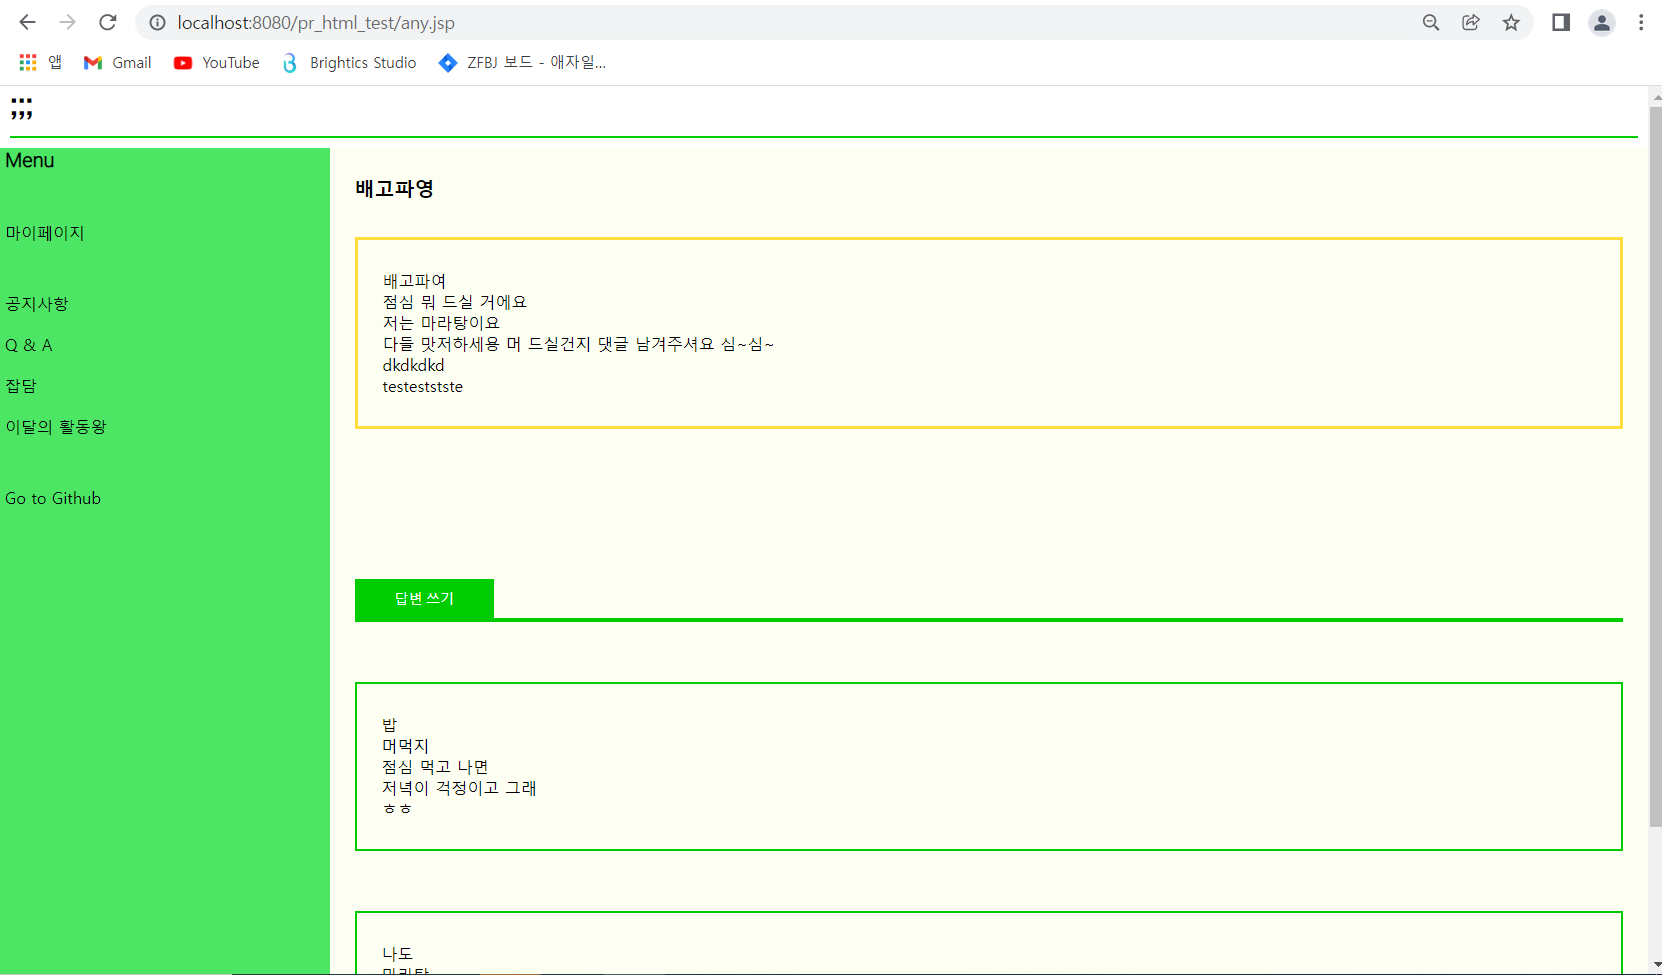 localhost:8080/pr_html_test/any.jsp
앱 Gmail YouTube Brightics Studio ZFBJ 보드 - 애자일...
;;;
Menu
마이페이지
공지사항
Q & A
잡담
이달의 활동왕
Go to Github
배고파영
배고파여
점심 뭐 드실 거에요
저는 마라탕이요
다들 맛저하세용 머 드실건지 댓글 남겨주셔요 심~심~
dkdkdkd
testeststste
답변 쓰기
밥
머먹지
점심 먹고 나면
저녁이 걱정이고 그래
ㅎㅎ
나도
마라탕